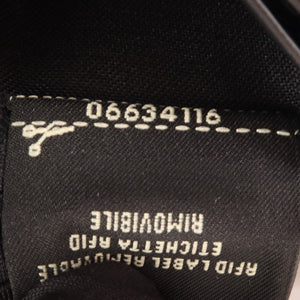 06634116
RFID LABEL REMOVABLE
ETICHETTA RFID
RIMOVIBILE